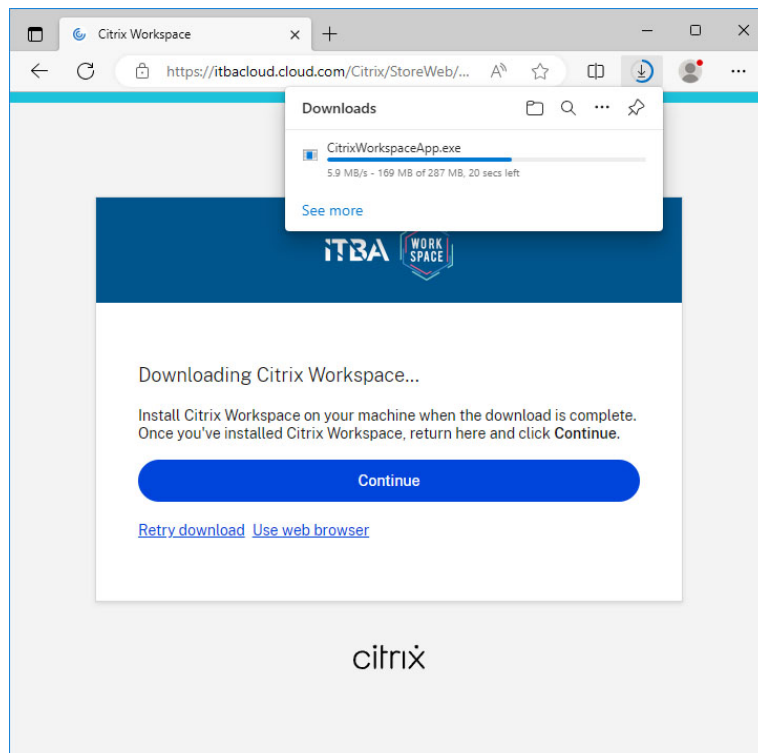 Citrix Workspace
https://itbacloud.cloud.com/Citrix/StoreWeb/...
Downloads
CitrixWorkspaceApp.exe
5.9 MB/s - 169 MB of 287 MB, 20 secs left
See more
ITBA WORK
SPACE
Downloading Citrix Workspace...
Install Citrix Workspace on your machine when the download is complete.
Once you've installed Citrix Workspace, return here and click Continue.
Continue
Retry download Use web browser
citrix